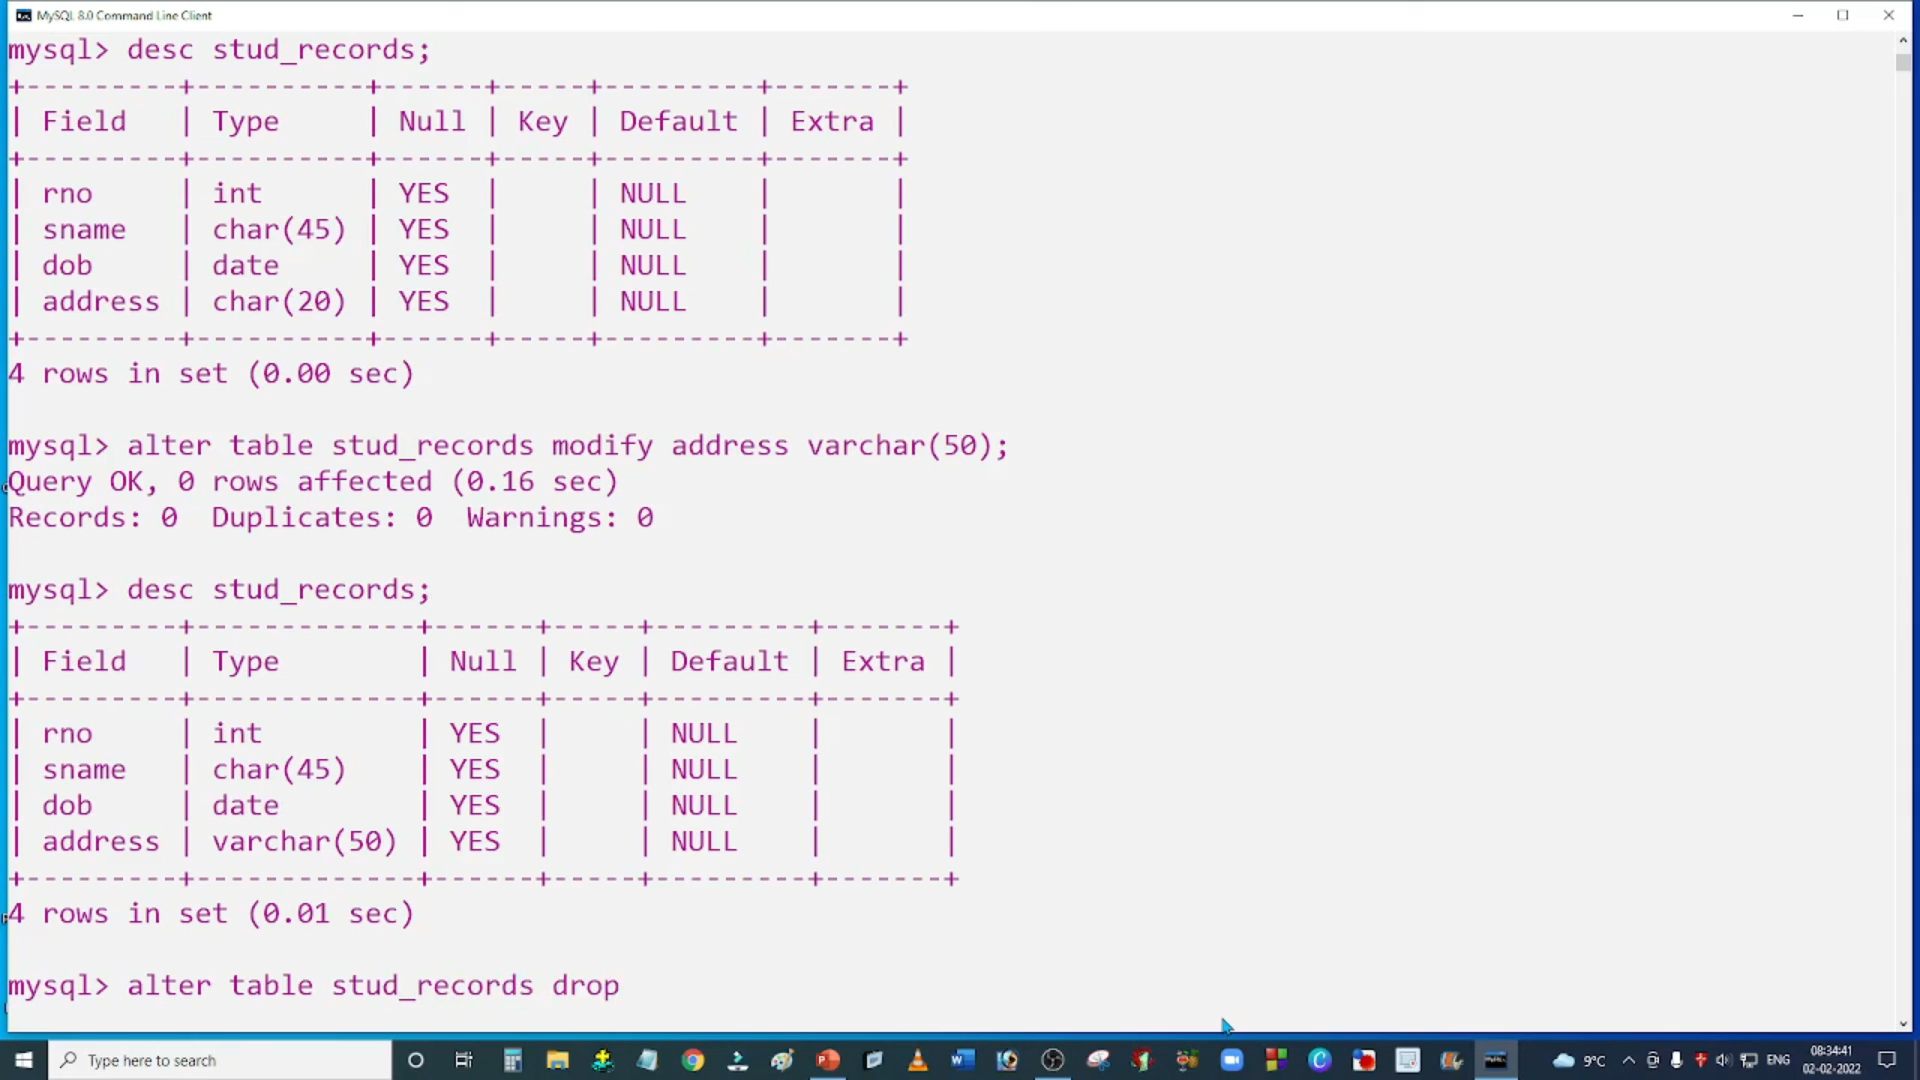 MySQL 8.0 Command Line Client
mysql> desc stud_records;
+---------+----------+------+-----+---------+-------+
| Field   | Type     | Null | Key | Default | Extra |
+---------+----------+------+-----+---------+-------+
| rno     | int      | YES  |     | NULL    |       |
| sname   | char(45) | YES  |     | NULL    |       |
| dob     | date     | YES  |     | NULL    |       |
| address | char(20) | YES  |     | NULL    |       |
+---------+----------+------+-----+---------+-------+
4 rows in set (0.00 sec)
mysql> alter table stud_records modify address varchar(50);
Query OK, 0 rows affected (0.16 sec)
Records: 0  Duplicates: 0  Warnings: 0
mysql> desc stud_records;
+---------+-------------+------+-----+---------+-------+
| Field   | Type        | Null | Key | Default | Extra |
+---------+-------------+------+-----+---------+-------+
| rno     | int         | YES  |     | NULL    |       |
| sname   | char(45)    | YES  |     | NULL    |       |
| dob     | date        | YES  |     | NULL    |       |
| address | varchar(50) | YES  |     | NULL    |       |
+---------+-------------+------+-----+---------+-------+
4 rows in set (0.01 sec)
mysql> alter table stud_records drop
Type here to search
9°C
ENG
08:34:41
02-02-2022